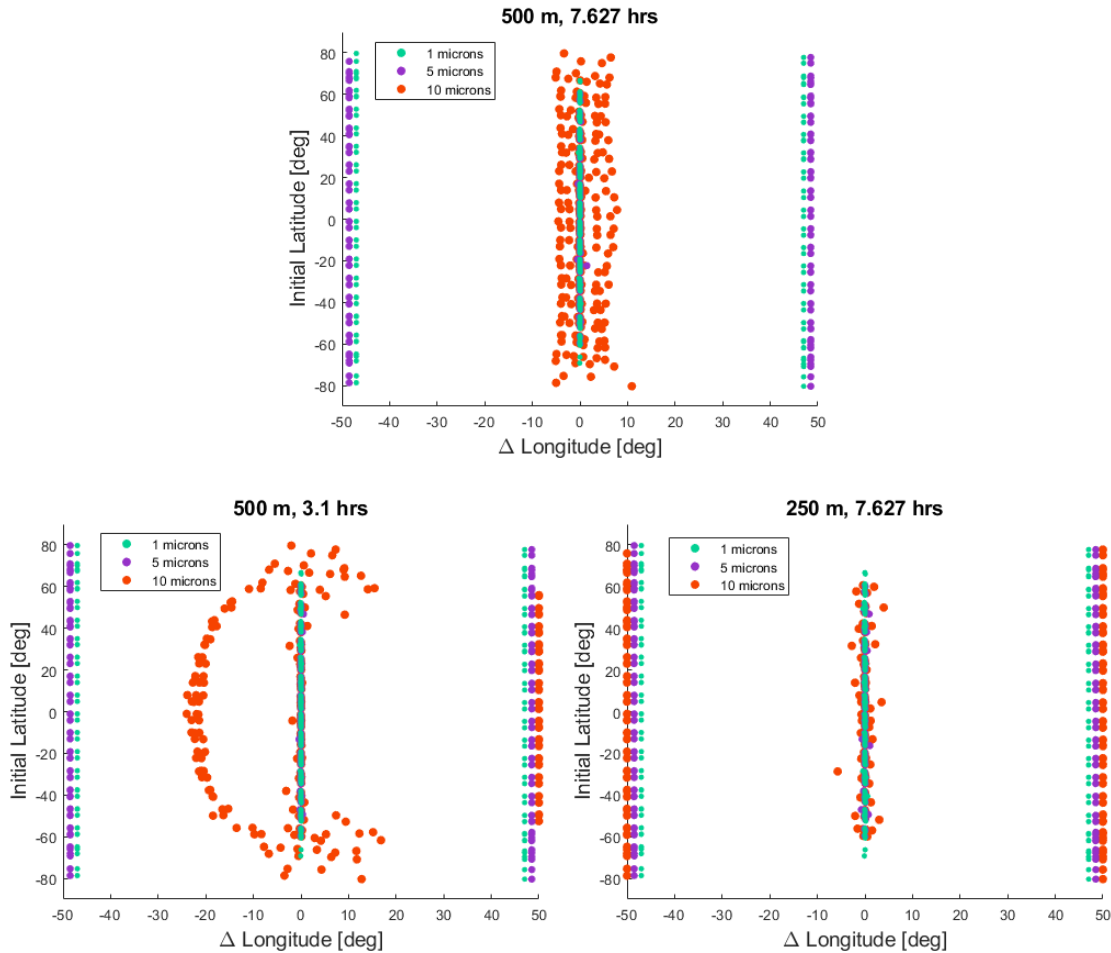 500 m, 7.627 hrs
1 microns
5 microns
10 microns
80
60
40
20
0
-20
-40
-60
-80
Initial Latitude [deg]
-50 -40 -30 -20 -10 0 10 20 30 40 50
Δ Longitude [deg]
500 m, 3.1 hrs
1 microns
5 microns
10 microns
80
60
40
20
0
-20
-40
-60
-80
Initial Latitude [deg]
-50 -40 -30 -20 -10 0 10 20 30 40 50
Δ Longitude [deg]
250 m, 7.627 hrs
1 microns
5 microns
10 microns
80
60
40
20
0
-20
-40
-60
-80
Initial Latitude [deg]
-50 -40 -30 -20 -10 0 10 20 30 40 50
Δ Longitude [deg]